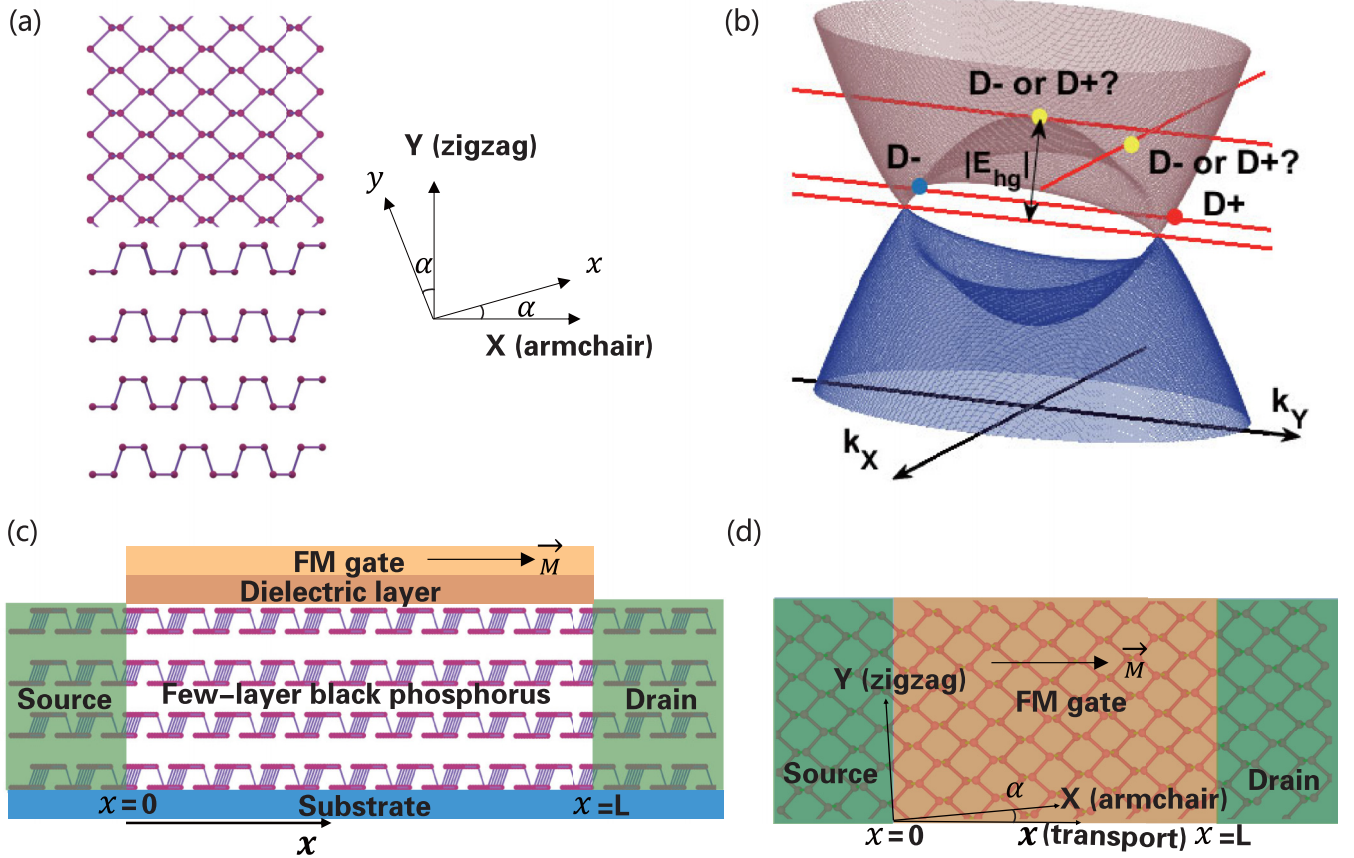 (a)
Y (zigzag)
y
α
x
α
X (armchair)
(b)
D- or D+?
D-
|E_hg|
D- or D+?
D+
k_Y
k_X
(c)
FM gate
M
Dielectric layer
Source
Few–layer black phosphorus
Drain
x = 0
Substrate
x =L
x
(d)
M
Y (zigzag)
FM gate
Source
Drain
α
X (armchair)
x = 0
x (transport)
x =L